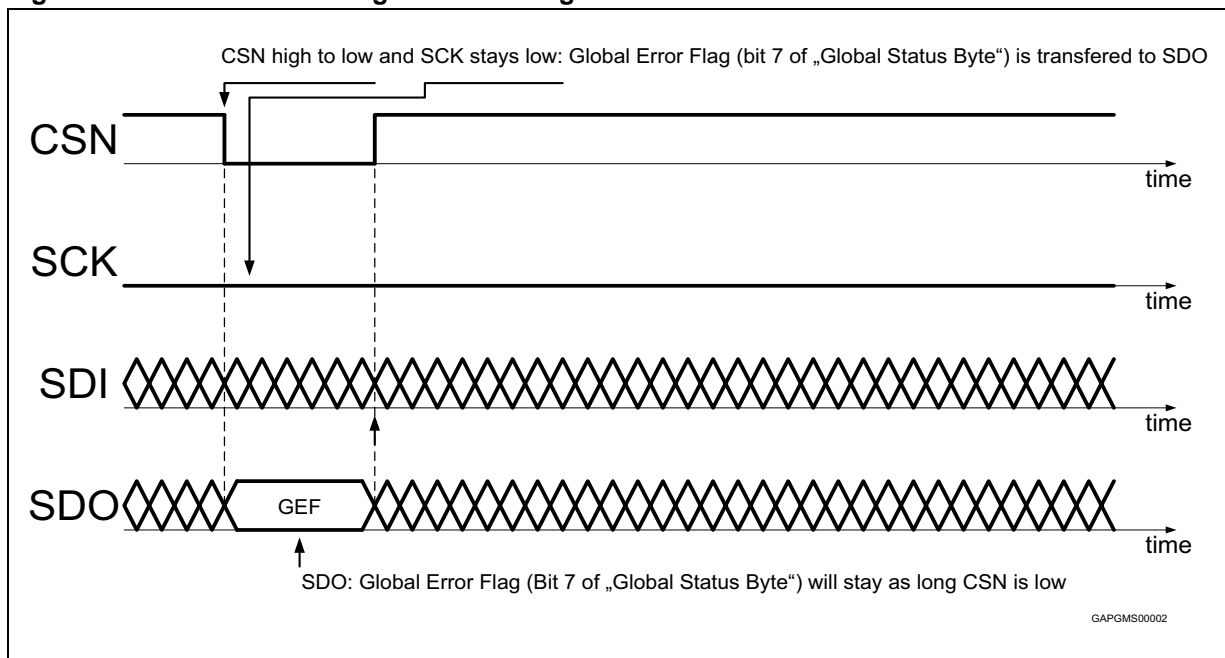 CSN high to low and SCK stays low: Global Error Flag (bit 7 of „Global Status Byte“) is transfered to SDO
CSN
time
SCK
time
SDI
time
SDO
GEF
time
SDO: Global Error Flag (Bit 7 of „Global Status Byte“) will stay as long CSN is low
GAPGMS00002